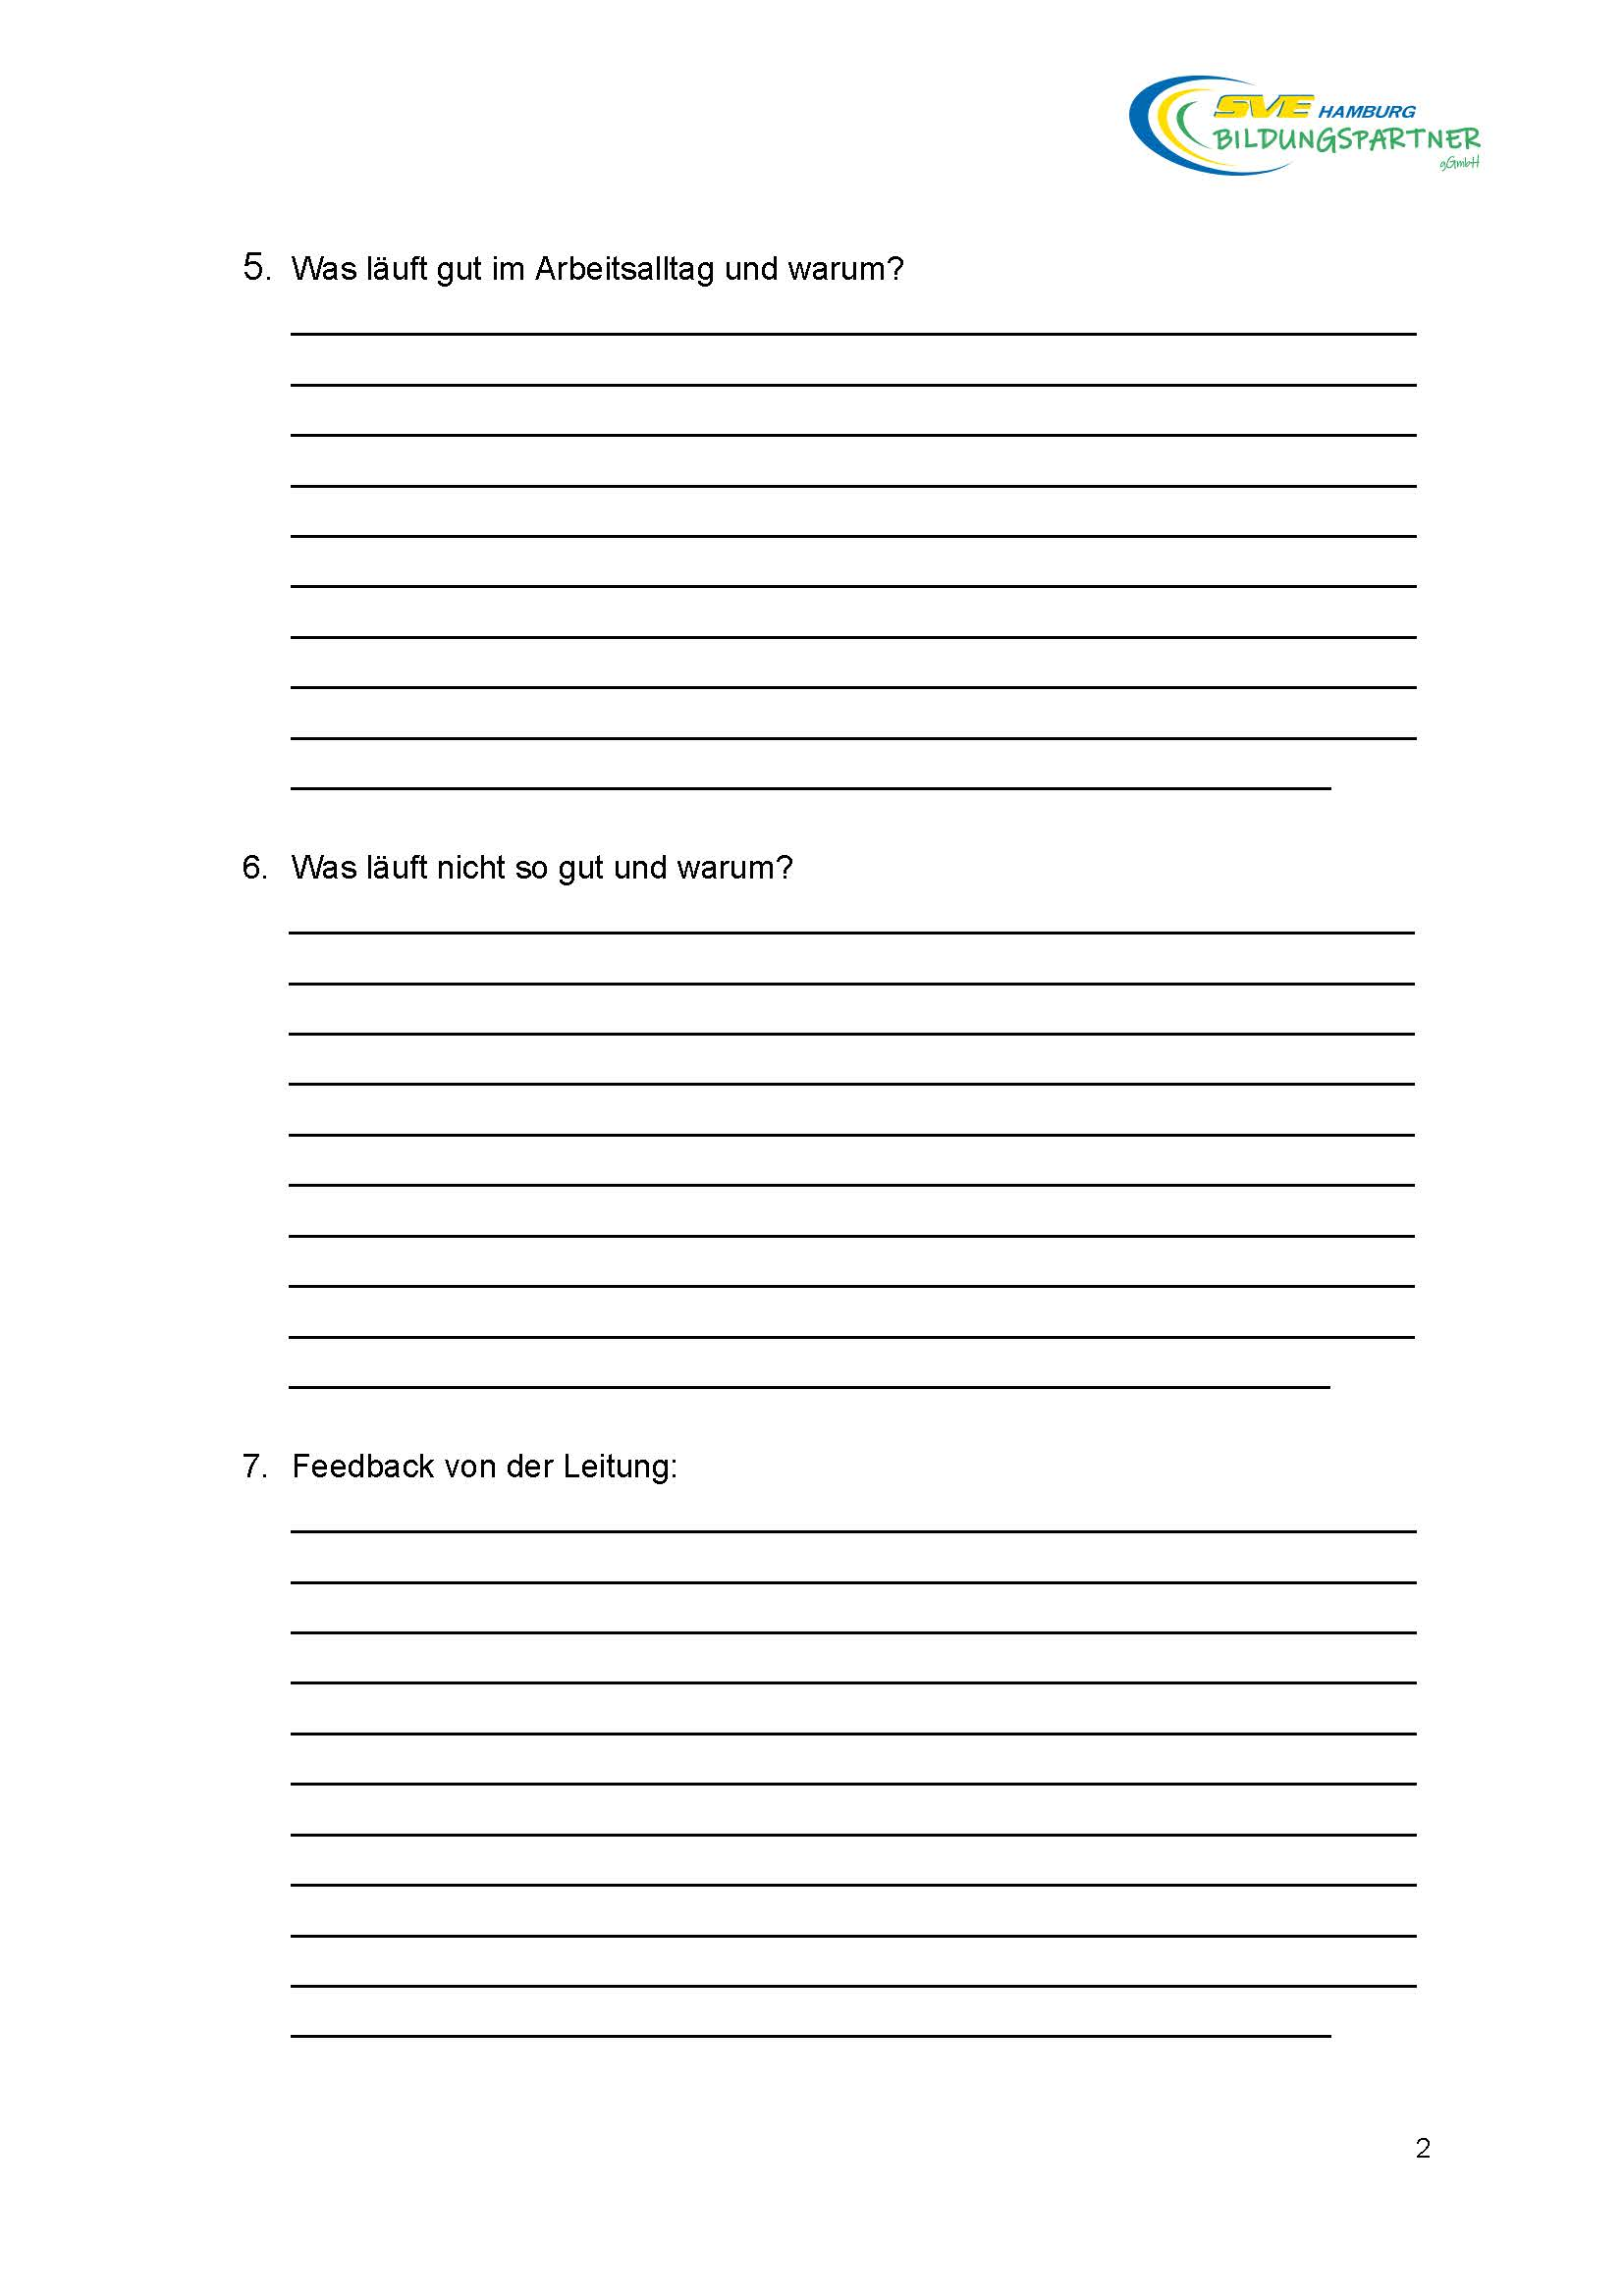 SVE HAMBURG
BILDUNGSPARTNER
gGmbH
5. Was läuft gut im Arbeitsalltag und warum?
6. Was läuft nicht so gut und warum?
7. Feedback von der Leitung:
2